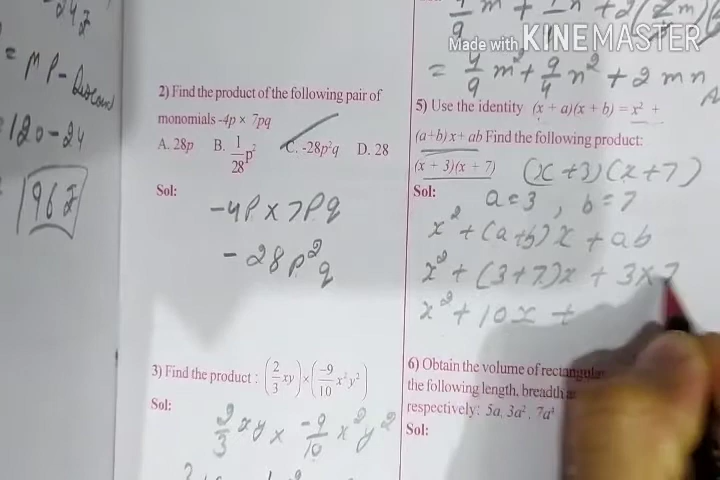 = MP - Discount
120-24
96
2) Find the product of the following pair of
monomials -4p × 7pq
A. 28p B. 1/28 p² C. -28p²q D. 28
Sol:
-4p × 7pq
-28p²q
3) Find the product : (2/3 xy) × (-9/10 x²y²)
Sol:
2/3 xy × -9/10 x²y²
Made with KINEMASTER
= 4/9 m² + 9/4 n² + 2mn
5) Use the identity (x + a)(x + b) = x² +
(a+b) x + ab Find the following product:
(x + 3)(x + 7) (x+3)(x+7)
Sol: a=3, b=7
x² + (a+b)x + ab
x² + (3+7)x + 3×7
x² + 10x +
6) Obtain the volume of rectangular
the following length, breadth
respectively: 5a, 3a²,
Sol: